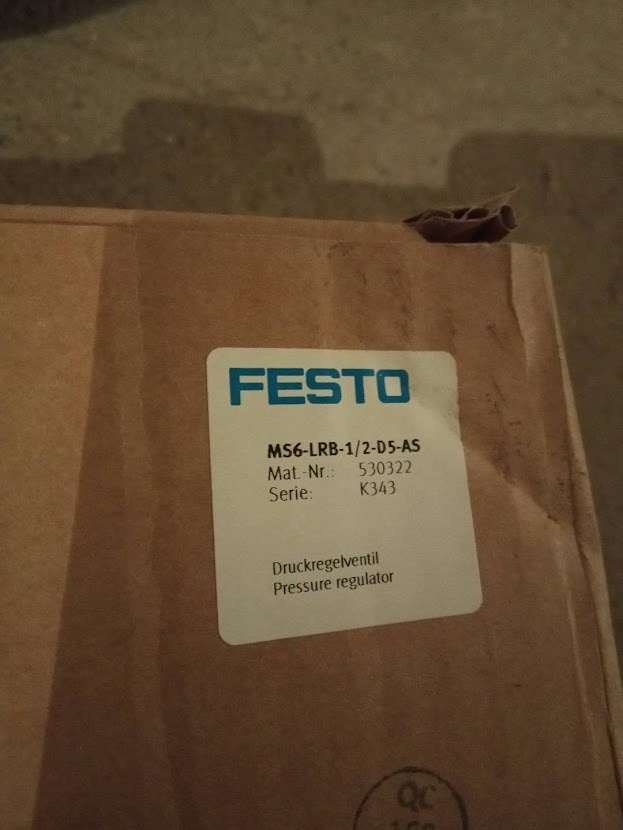 FESTO
MS6-LRB-1/2-D5-AS
Mat.-Nr.: 530322
Serie: K343
Druckregelventil
Pressure regulator
QC